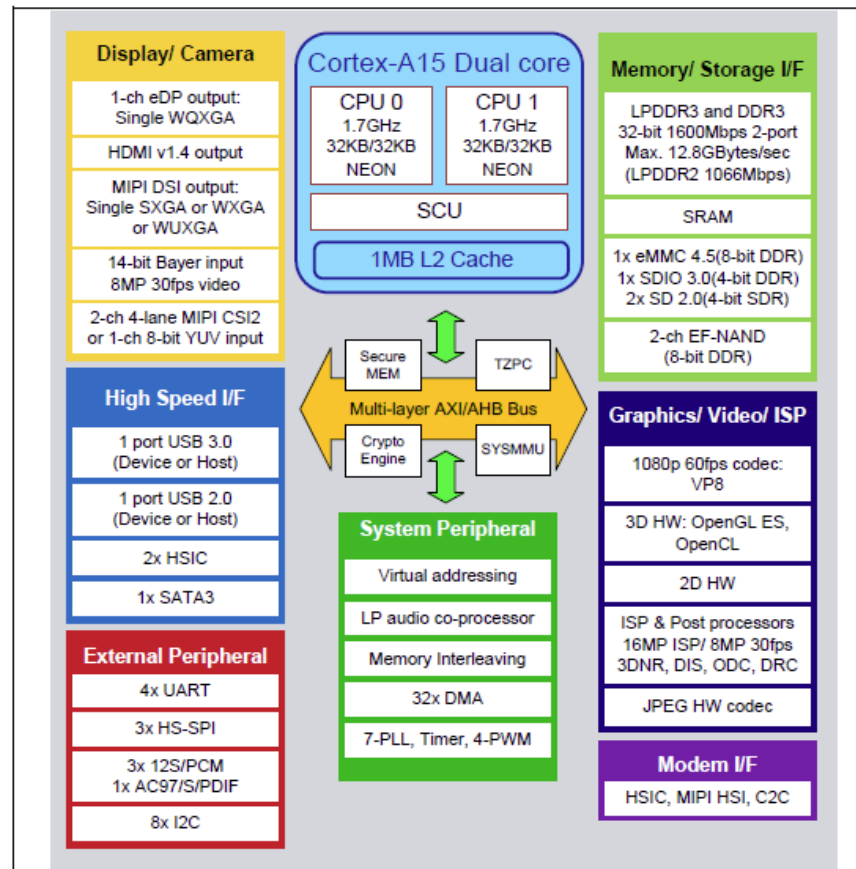 Display/ Camera
1-ch eDP output:
Single WQXGA
HDMI v1.4 output
MIPI DSI output:
Single SXGA or WXGA
or WUXGA
14-bit Bayer input
8MP 30fps video
2-ch 4-lane MIPI CSI2
or 1-ch 8-bit YUV input
High Speed I/F
1 port USB 3.0
(Device or Host)
1 port USB 2.0
(Device or Host)
2x HSIC
1x SATA3
External Peripheral
4x UART
3x HS-SPI
3x 12S/PCM
1x AC97/S/PDIF
8x I2C
Cortex-A15 Dual core
CPU 0
1.7GHz
32KB/32KB
NEON
CPU 1
1.7GHz
32KB/32KB
NEON
SCU
1MB L2 Cache
Secure
MEM
TZPC
Multi-layer AXI/AHB Bus
Crypto
Engine
SYSMMU
System Peripheral
Virtual addressing
LP audio co-processor
Memory Interleaving
32x DMA
7-PLL, Timer, 4-PWM
Memory/ Storage I/F
LPDDR3 and DDR3
32-bit 1600Mbps 2-port
Max. 12.8GBytes/sec
(LPDDR2 1066Mbps)
SRAM
1x eMMC 4.5(8-bit DDR)
1x SDIO 3.0(4-bit DDR)
2x SD 2.0(4-bit SDR)
2-ch EF-NAND
(8-bit DDR)
Graphics/ Video/ ISP
1080p 60fps codec:
VP8
3D HW: OpenGL ES,
OpenCL
2D HW
ISP & Post processors
16MP ISP/ 8MP 30fps
3DNR, DIS, ODC, DRC
JPEG HW codec
Modem I/F
HSIC, MIPI HSI, C2C